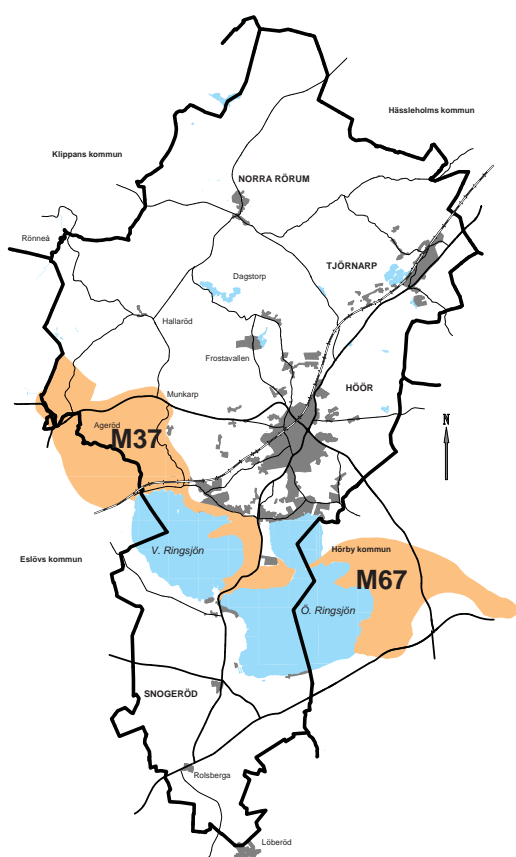 Hässleholms kommun
Klippans kommun
NORRA RÖRUM
Rönneå
TJÖRNARP
Dagstorp
Hallaröd
Frostavallen
HÖÖR
Munkarp
N
Ageröd
M37
V. Ringsjön
Hörby kommun
Eslövs kommun
M67
Ö. Ringsjön
SNOGERÖD
Rolsberga
Löberöd